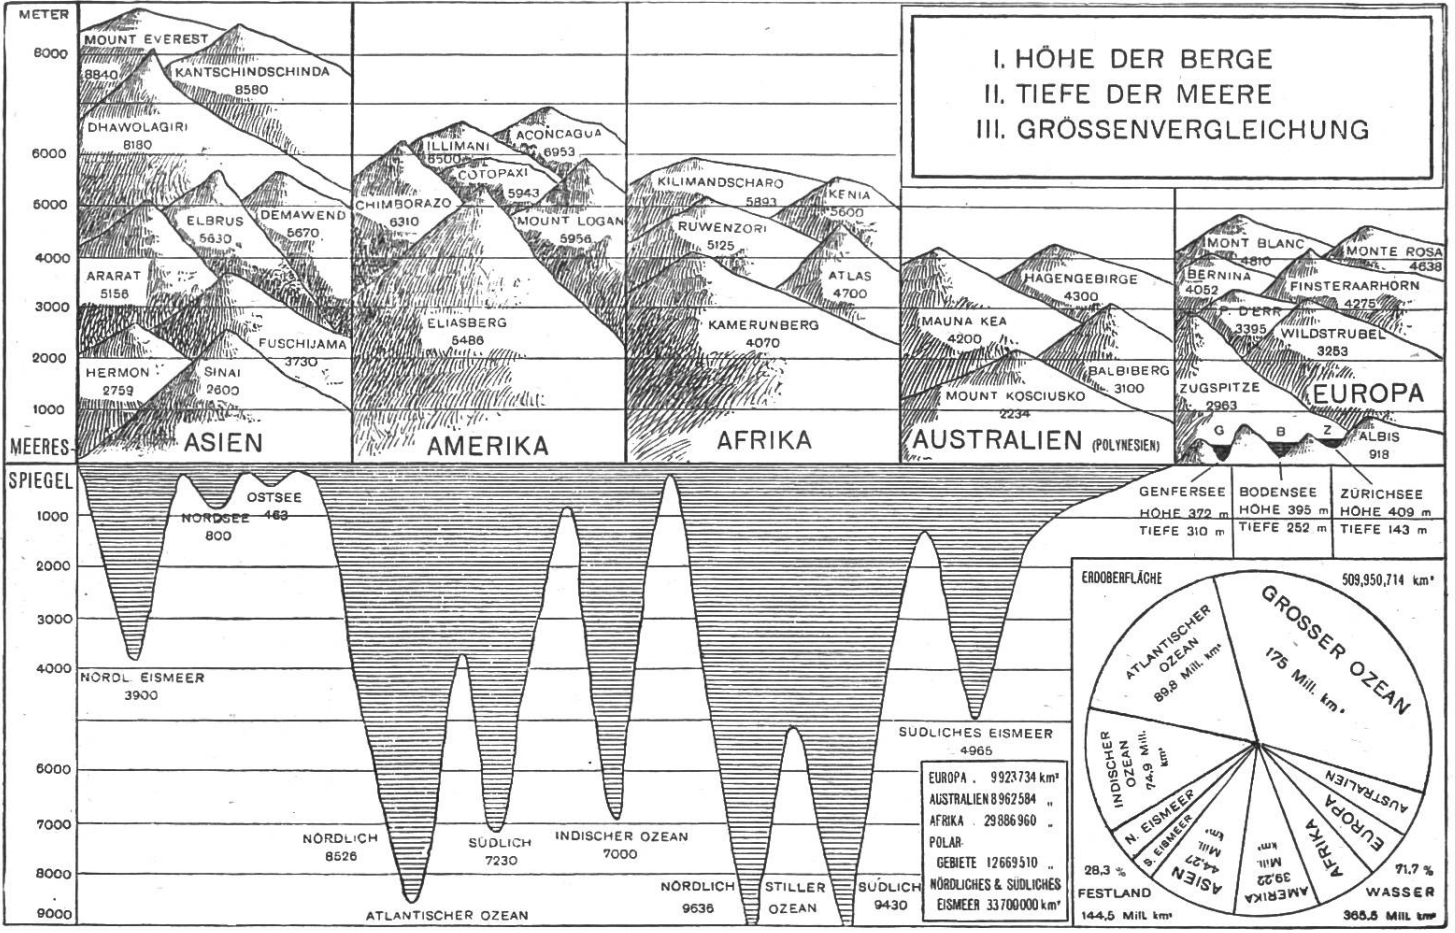 METER
8000
6000
5000
4000
3000
2000
1000
MEERES-
SPIEGEL
1000
2000
3000
4000
6000
7000
8000
9000
MOUNT EVEREST
8840
KANTSCHINDSCHINDA
8580
DHAWOLAGIRI
8180
ELBRUS
5630
DEMAWEND
5670
ARARAT
5156
FUSCHIJAMA
3730
HERMON
2759
SINAI
2600
ASIEN
ILLIMANI
6500
ACONCAGUA
6953
COTOPAXI
5943
CHIMBORAZO
6310
MOUNT LOGAN
5956
ELIASBERG
5486
AMERIKA
KILIMANDSCHARO
5893
KENIA
5600
RUWENZORI
5125
ATLAS
4700
KAMERUNBERG
4070
AFRIKA
I. HÖHE DER BERGE
II. TIEFE DER MEERE
III. GRÖSSENVERGLEICHUNG
HAGENGEBIRGE
4300
MAUNA KEA
4200
BALBIBERG
3100
MOUNT KOSCIUSKO
2234
AUSTRALIEN (POLYNESIEN)
MONT BLANC
4810
MONTE ROSA
4638
BERNINA
4052
FINSTERAARHORN
4275
P. D'ERR
3395
WILDSTRUBEL
3253
ZUGSPITZE
2963
EUROPA
G B Z
ALBIS
918
GENFERSEE
HÖHE 372 m
TIEFE 310 m
BODENSEE
HÖHE 395 m
TIEFE 252 m
ZÜRICHSEE
HÖHE 409 m
TIEFE 143 m
NÖRDL. EISMEER
3900
NORDSEE
800
OSTSEE
463
NÖRDLICH
8526
SÜDLICH
7230
ATLANTISCHER OZEAN
INDISCHER OZEAN
7000
NÖRDLICH
9636
STILLER
OZEAN
SÜDLICH
9430
SÜDLICHES EISMEER
4965
EUROPA . 9923734 km²
AUSTRALIEN 8962584 „
AFRIKA . 29886960 „
POLAR-
GEBIETE 12669510 „
NÖRDLICHES & SÜDLICHES
EISMEER 33700000 km²
ERDOBERFLÄCHE
509,950,714 km²
GROSSER OZEAN
175 Mill. km²
ATLANTISCHER
OZEAN
89,8 Mill. km²
INDISCHER
OZEAN
74,9 Mill.
km²
N. EISMEER
S. EISMEER
ASIEN
44,27
Mill.
km²
AMERIKA
39,22
Mill.
km²
AFRIKA
EUROPA
AUSTRALIEN
28,3 %
FESTLAND
144,5 Mill. km²
71,7 %
WASSER
365,5 Mill. km²